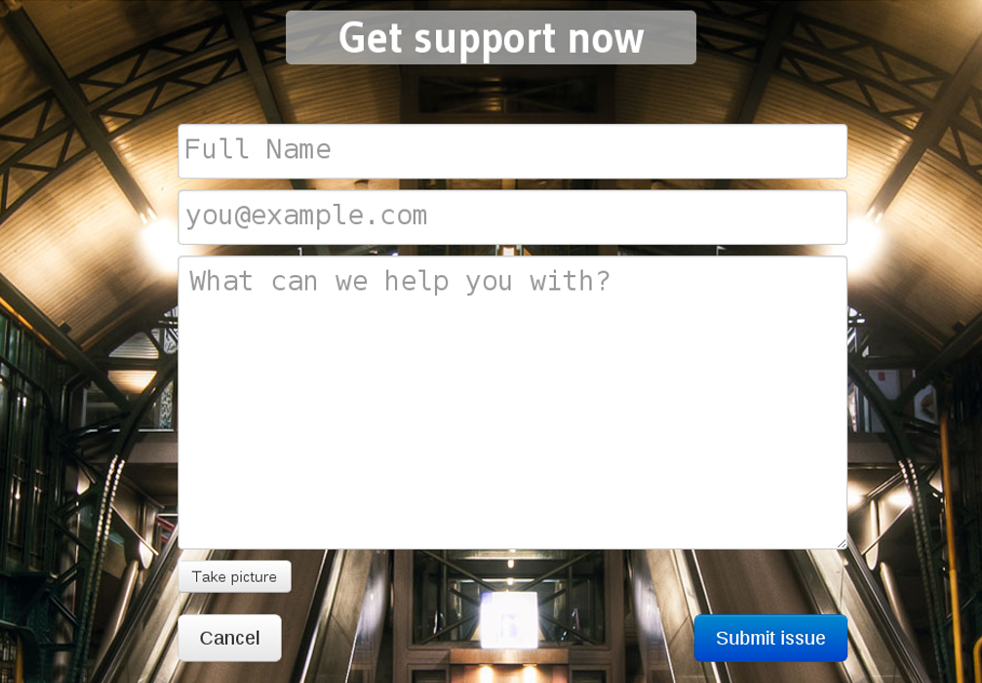 Get support now
Full Name
you@example.com
What can we help you with?
Take picture
Cancel
Submit issue